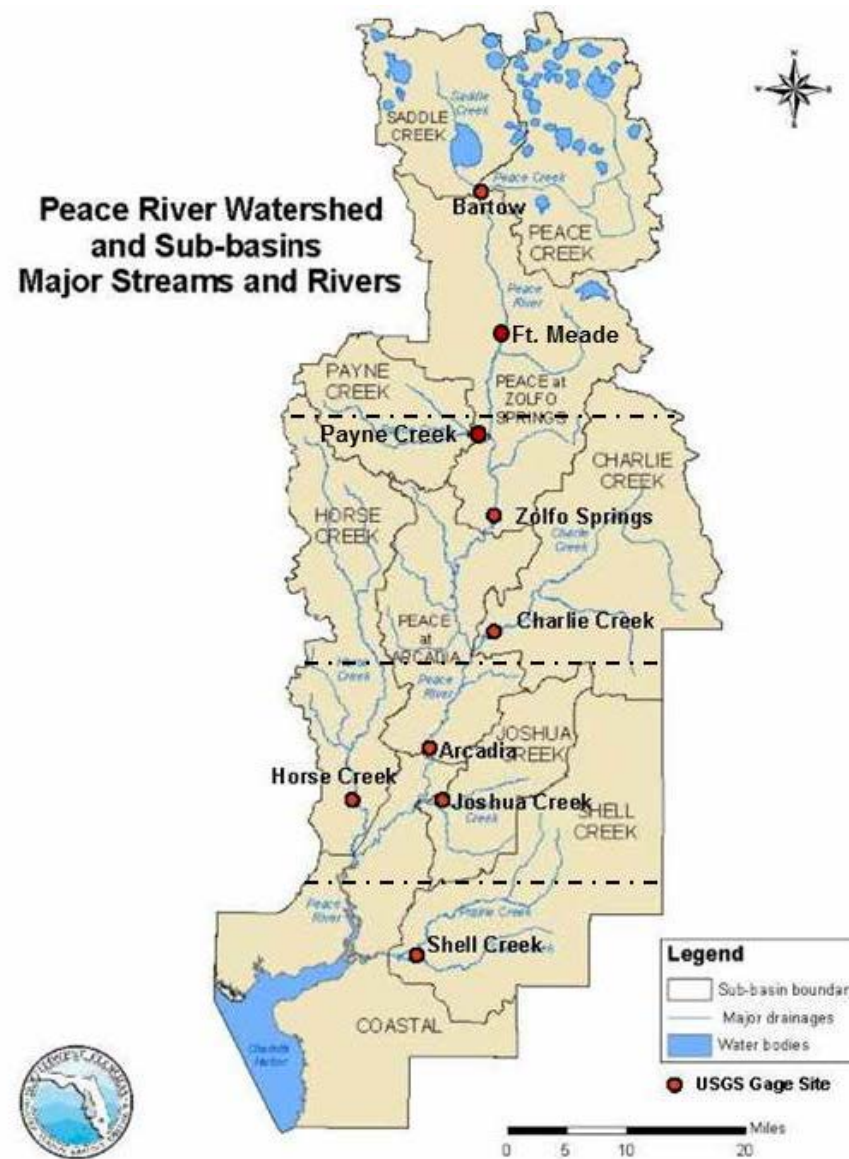 N
W
E
S
Saddle
Creek
SADDLE
CREEK
Peace Creek
Peace River Watershed
and Sub-basins
Major Streams and Rivers
Bartow
PEACE
CREEK
Peace
River
Ft. Meade
PAYNE
CREEK
PEACE at
ZOLFO
SPRINGS
Payne Creek
CHARLIE
CREEK
Zolfo Springs
HORSE
CREEK
Charlie
Creek
Charlie Creek
PEACE
at
ARCADIA
Horse
Creek
Peace
River
JOSHUA
CREEK
Arcadia
Horse Creek
Joshua Creek
Creek
SHELL
CREEK
Peace
River
Prairie Creek
Shell Creek
COASTAL
Charlotte
Harbor
Legend
Sub-basin boundar
Major drainages
Water bodies
USGS Gage Site
Miles
0 5 10 20